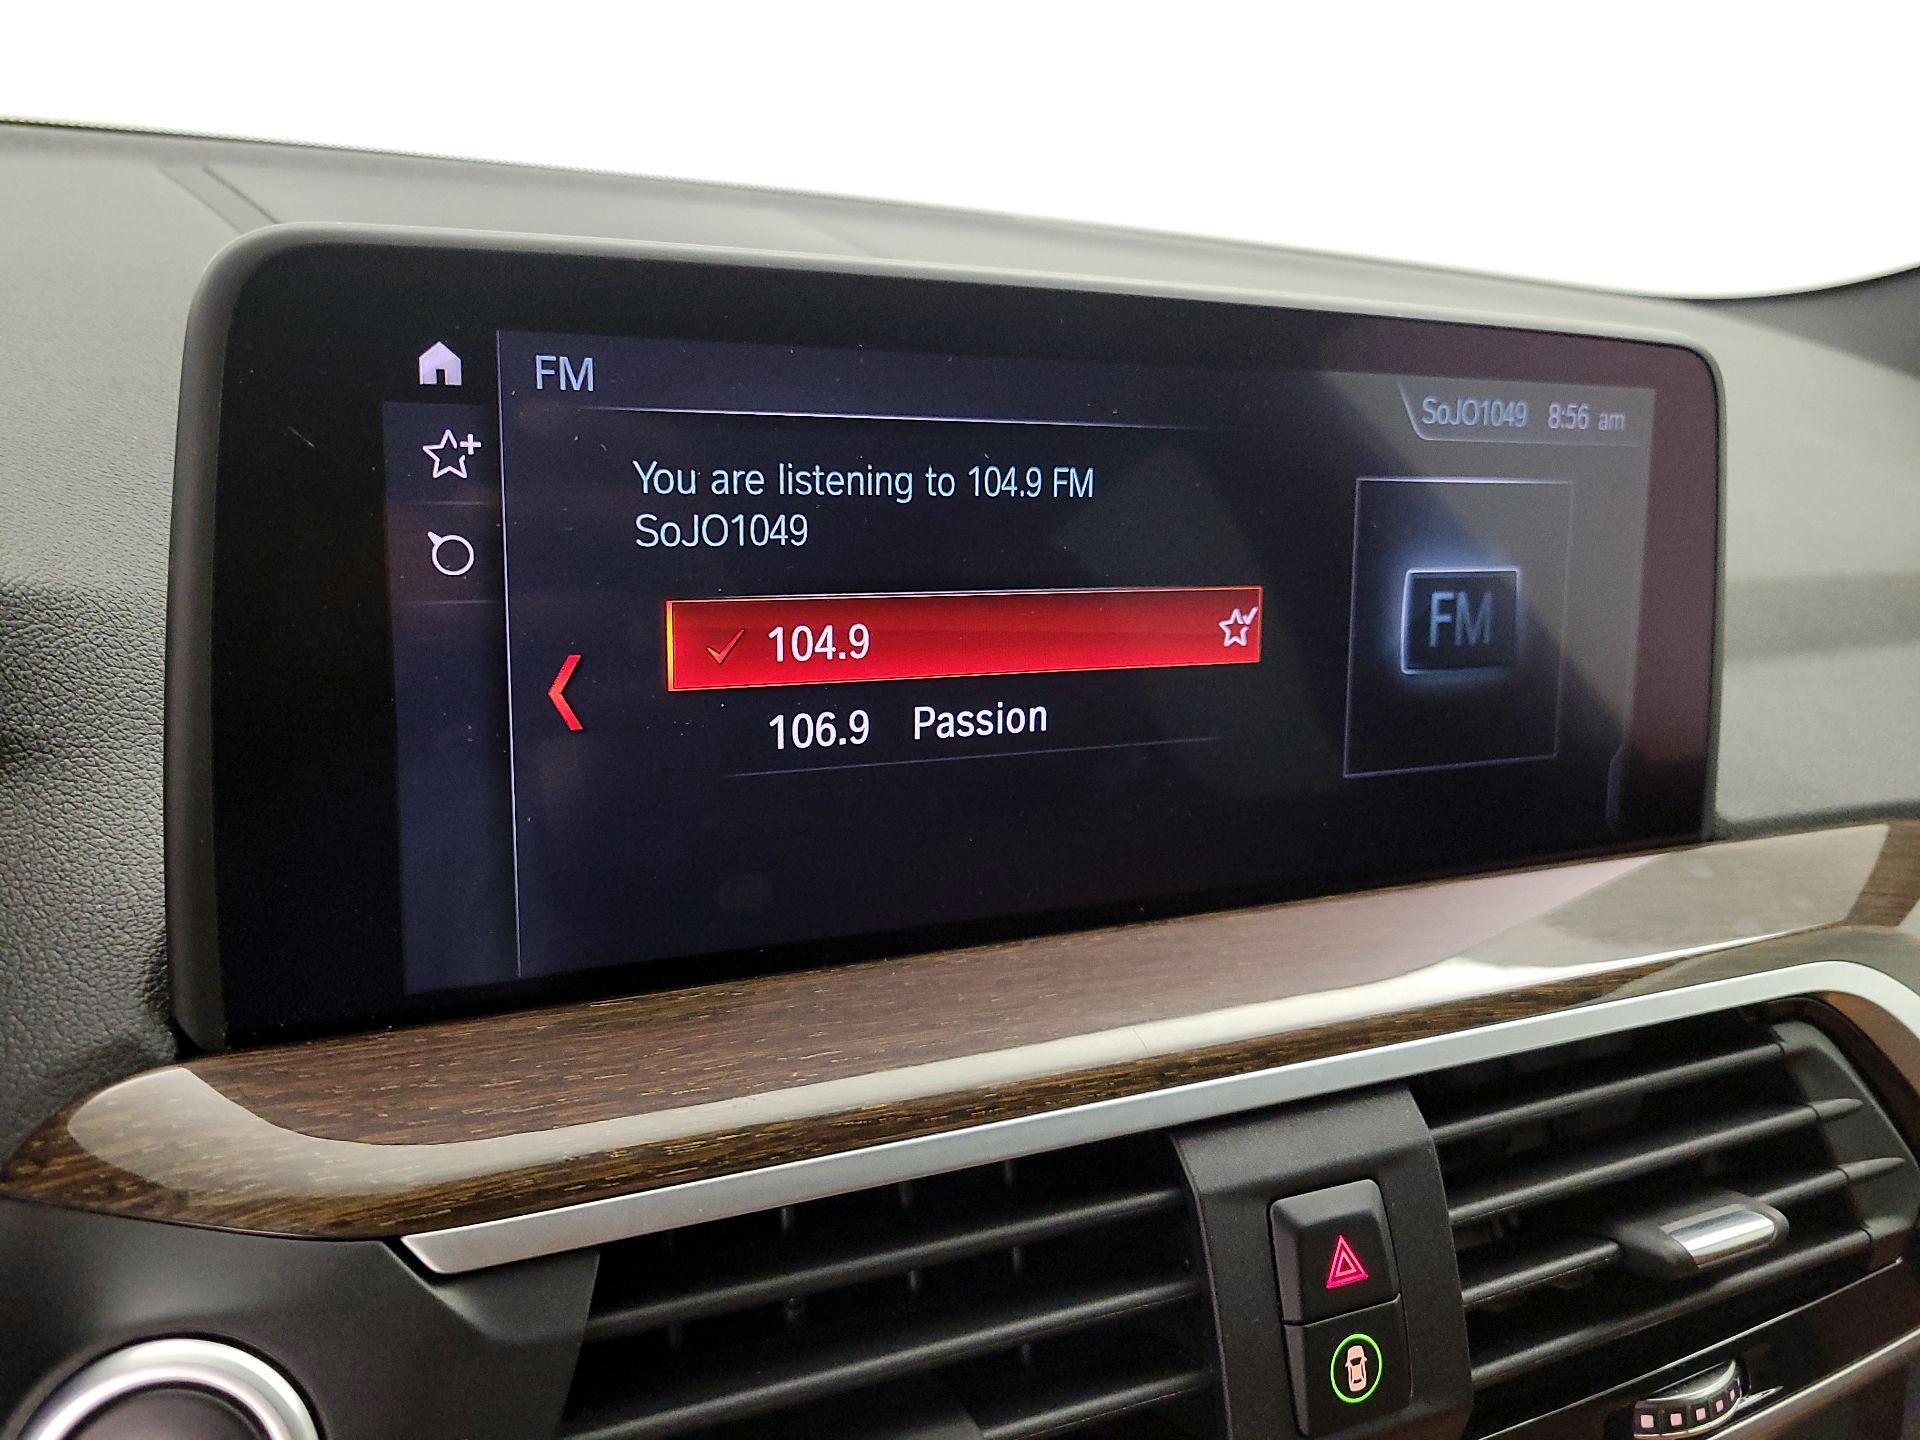 FM
SoJO1049 8:56 am
You are listening to 104.9 FM
SoJO1049
104.9
106.9 Passion
FM